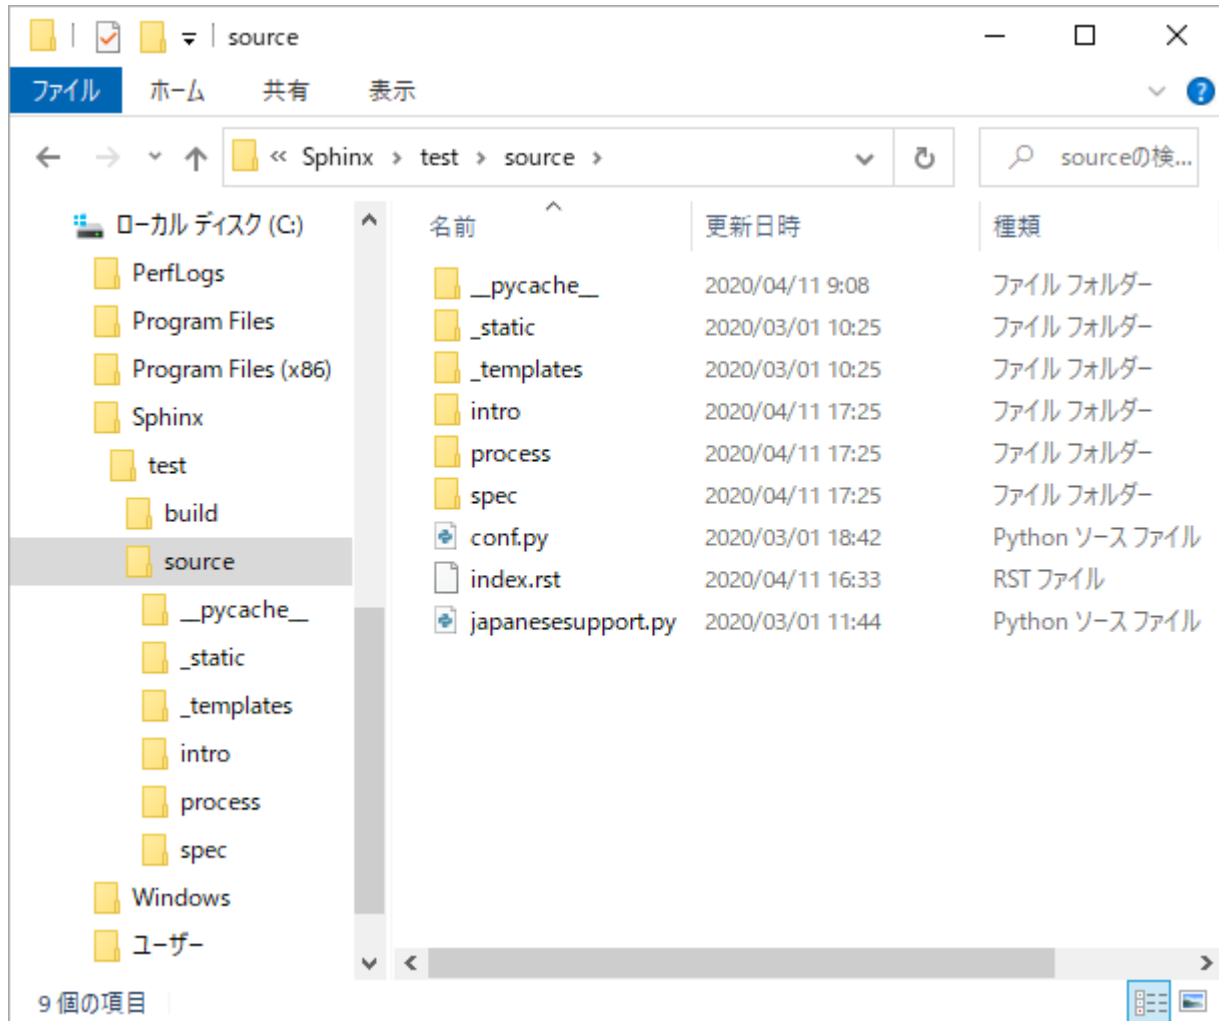 source
ファイル ホーム 共有 表示
« Sphinx > test > source > sourceの検...
ローカル ディスク (C:)
PerfLogs
Program Files
Program Files (x86)
Sphinx
test
build
source
__pycache__
_static
_templates
intro
process
spec
Windows
ユーザー
名前 更新日時 種類
__pycache__ 2020/04/11 9:08 ファイル フォルダー
_static 2020/03/01 10:25 ファイル フォルダー
_templates 2020/03/01 10:25 ファイル フォルダー
intro 2020/04/11 17:25 ファイル フォルダー
process 2020/04/11 17:25 ファイル フォルダー
spec 2020/04/11 17:25 ファイル フォルダー
conf.py 2020/03/01 18:42 Python ソース ファイル
index.rst 2020/04/11 16:33 RST ファイル
japanesesupport.py 2020/03/01 11:44 Python ソース ファイル
9 個の項目